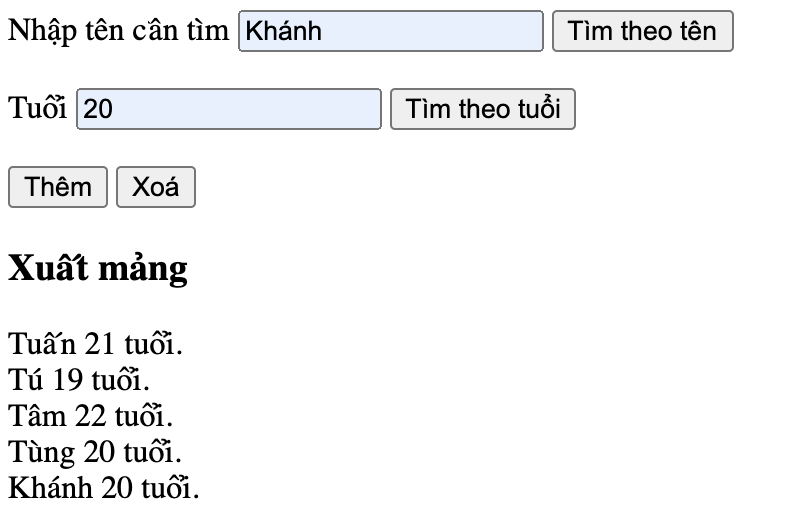 Nhập tên cần tìm Khánh Tìm theo tên
Tuổi 20 Tìm theo tuổi
Thêm Xoá
Xuất mảng
Tuấn 21 tuổi.
Tú 19 tuổi.
Tâm 22 tuổi.
Tùng 20 tuổi.
Khánh 20 tuổi.